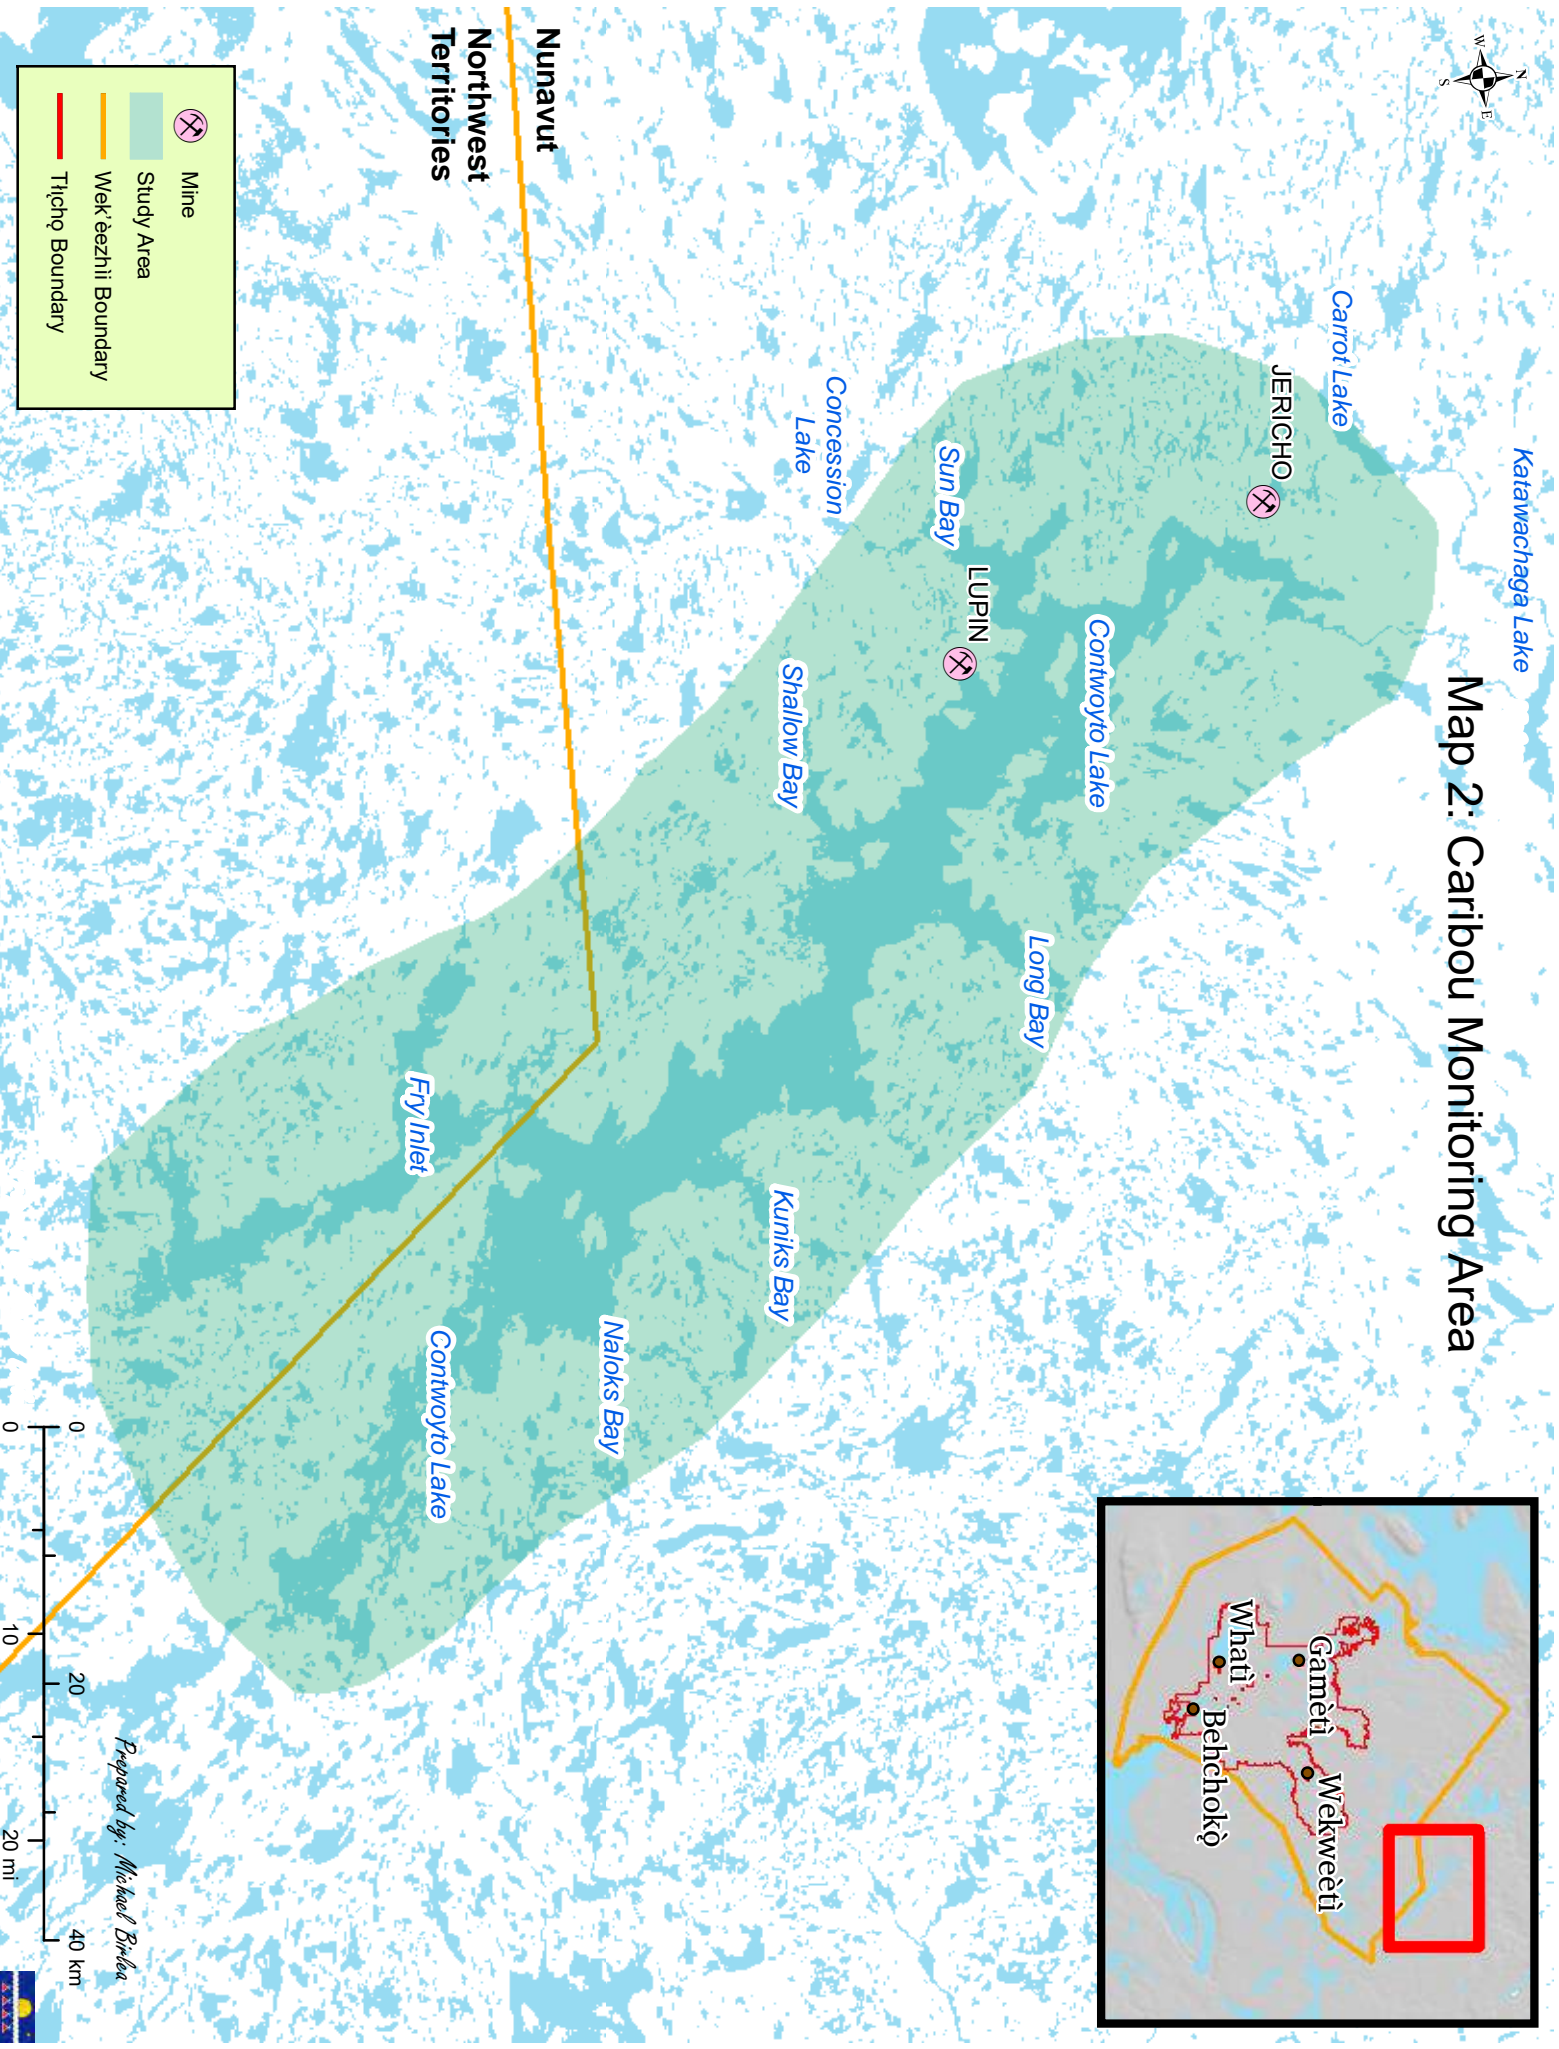 Map 2: Caribou Monitoring Area
N
W
E
S
Katawachaga Lake
Carrot Lake
JERICHO
Contwoyto Lake
LUPIN
Sun Bay
Concession
Lake
Shallow Bay
Long Bay
Kuniks Bay
Naloks Bay
Contwoyto Lake
Fry Inlet
Nunavut
Northwest
Territories
Gamètì
Wekweètì
Whatì
Behchokǫ̀
Mine
Study Area
Wek’èezhìi Boundary
Tłı̨chǫ Boundary
0 20 40 km
0 10 20 mi
Prepared by: Michael Birlea